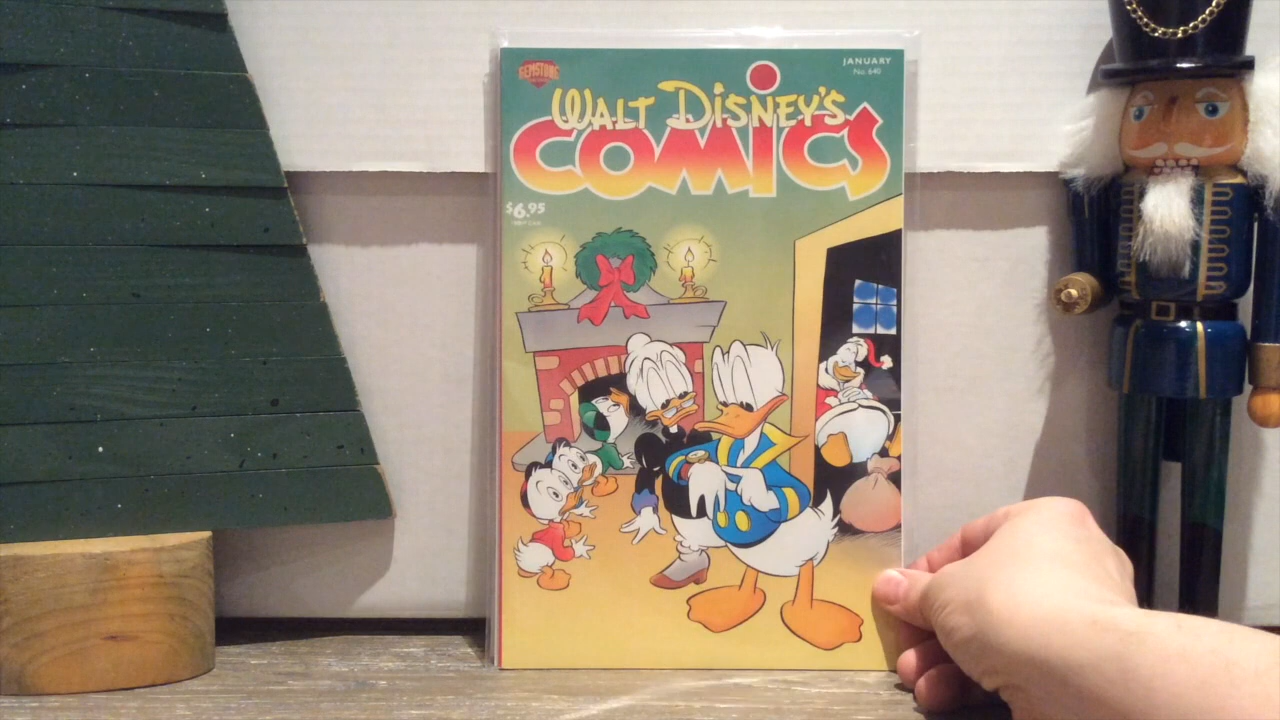 GEMSTONE
JANUARY
No. 640
WALT DISNEY'S
COMICS
$6.95